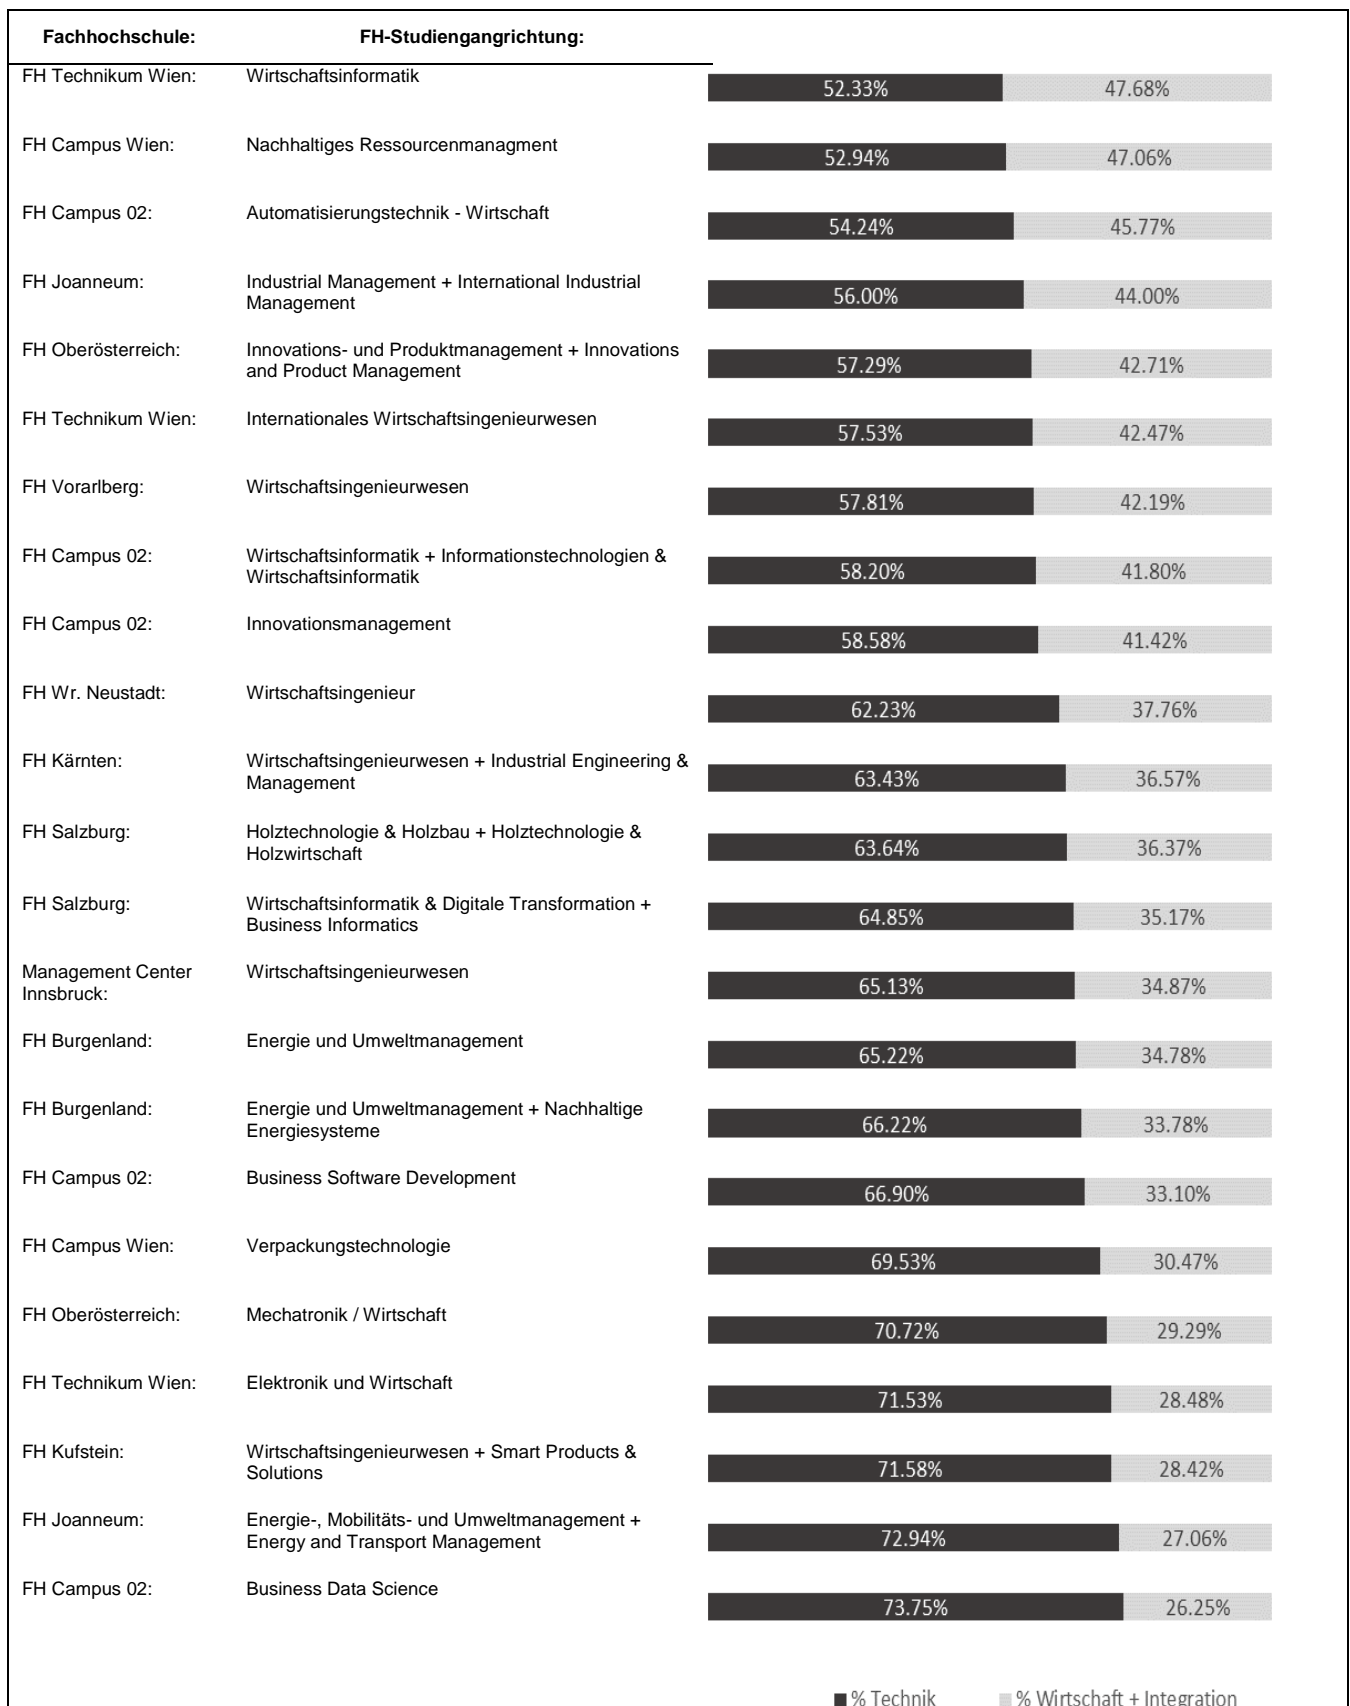 Fachhochschule: FH-Studiengangrichtung:
FH Technikum Wien: Wirtschaftsinformatik 52.33% 47.68%
FH Campus Wien: Nachhaltiges Ressourcenmanagment 52.94% 47.06%
FH Campus 02: Automatisierungstechnik - Wirtschaft 54.24% 45.77%
FH Joanneum: Industrial Management + International Industrial
Management 56.00% 44.00%
FH Oberösterreich: Innovations- und Produktmanagement + Innovations
and Product Management 57.29% 42.71%
FH Technikum Wien: Internationales Wirtschaftsingenieurwesen 57.53% 42.47%
FH Vorarlberg: Wirtschaftsingenieurwesen 57.81% 42.19%
FH Campus 02: Wirtschaftsinformatik + Informationstechnologien &
Wirtschaftsinformatik 58.20% 41.80%
FH Campus 02: Innovationsmanagement 58.58% 41.42%
FH Wr. Neustadt: Wirtschaftsingenieur 62.23% 37.76%
FH Kärnten: Wirtschaftsingenieurwesen + Industrial Engineering &
Management 63.43% 36.57%
FH Salzburg: Holztechnologie & Holzbau + Holztechnologie &
Holzwirtschaft 63.64% 36.37%
FH Salzburg: Wirtschaftsinformatik & Digitale Transformation +
Business Informatics 64.85% 35.17%
Management Center Wirtschaftsingenieurwesen
Innsbruck: 65.13% 34.87%
FH Burgenland: Energie und Umweltmanagement 65.22% 34.78%
FH Burgenland: Energie und Umweltmanagement + Nachhaltige
Energiesysteme 66.22% 33.78%
FH Campus 02: Business Software Development 66.90% 33.10%
FH Campus Wien: Verpackungstechnologie 69.53% 30.47%
FH Oberösterreich: Mechatronik / Wirtschaft 70.72% 29.29%
FH Technikum Wien: Elektronik und Wirtschaft 71.53% 28.48%
FH Kufstein: Wirtschaftsingenieurwesen + Smart Products &
Solutions 71.58% 28.42%
FH Joanneum: Energie-, Mobilitäts- und Umweltmanagement +
Energy and Transport Management 72.94% 27.06%
FH Campus 02: Business Data Science 73.75% 26.25%
% Technik % Wirtschaft + Integration